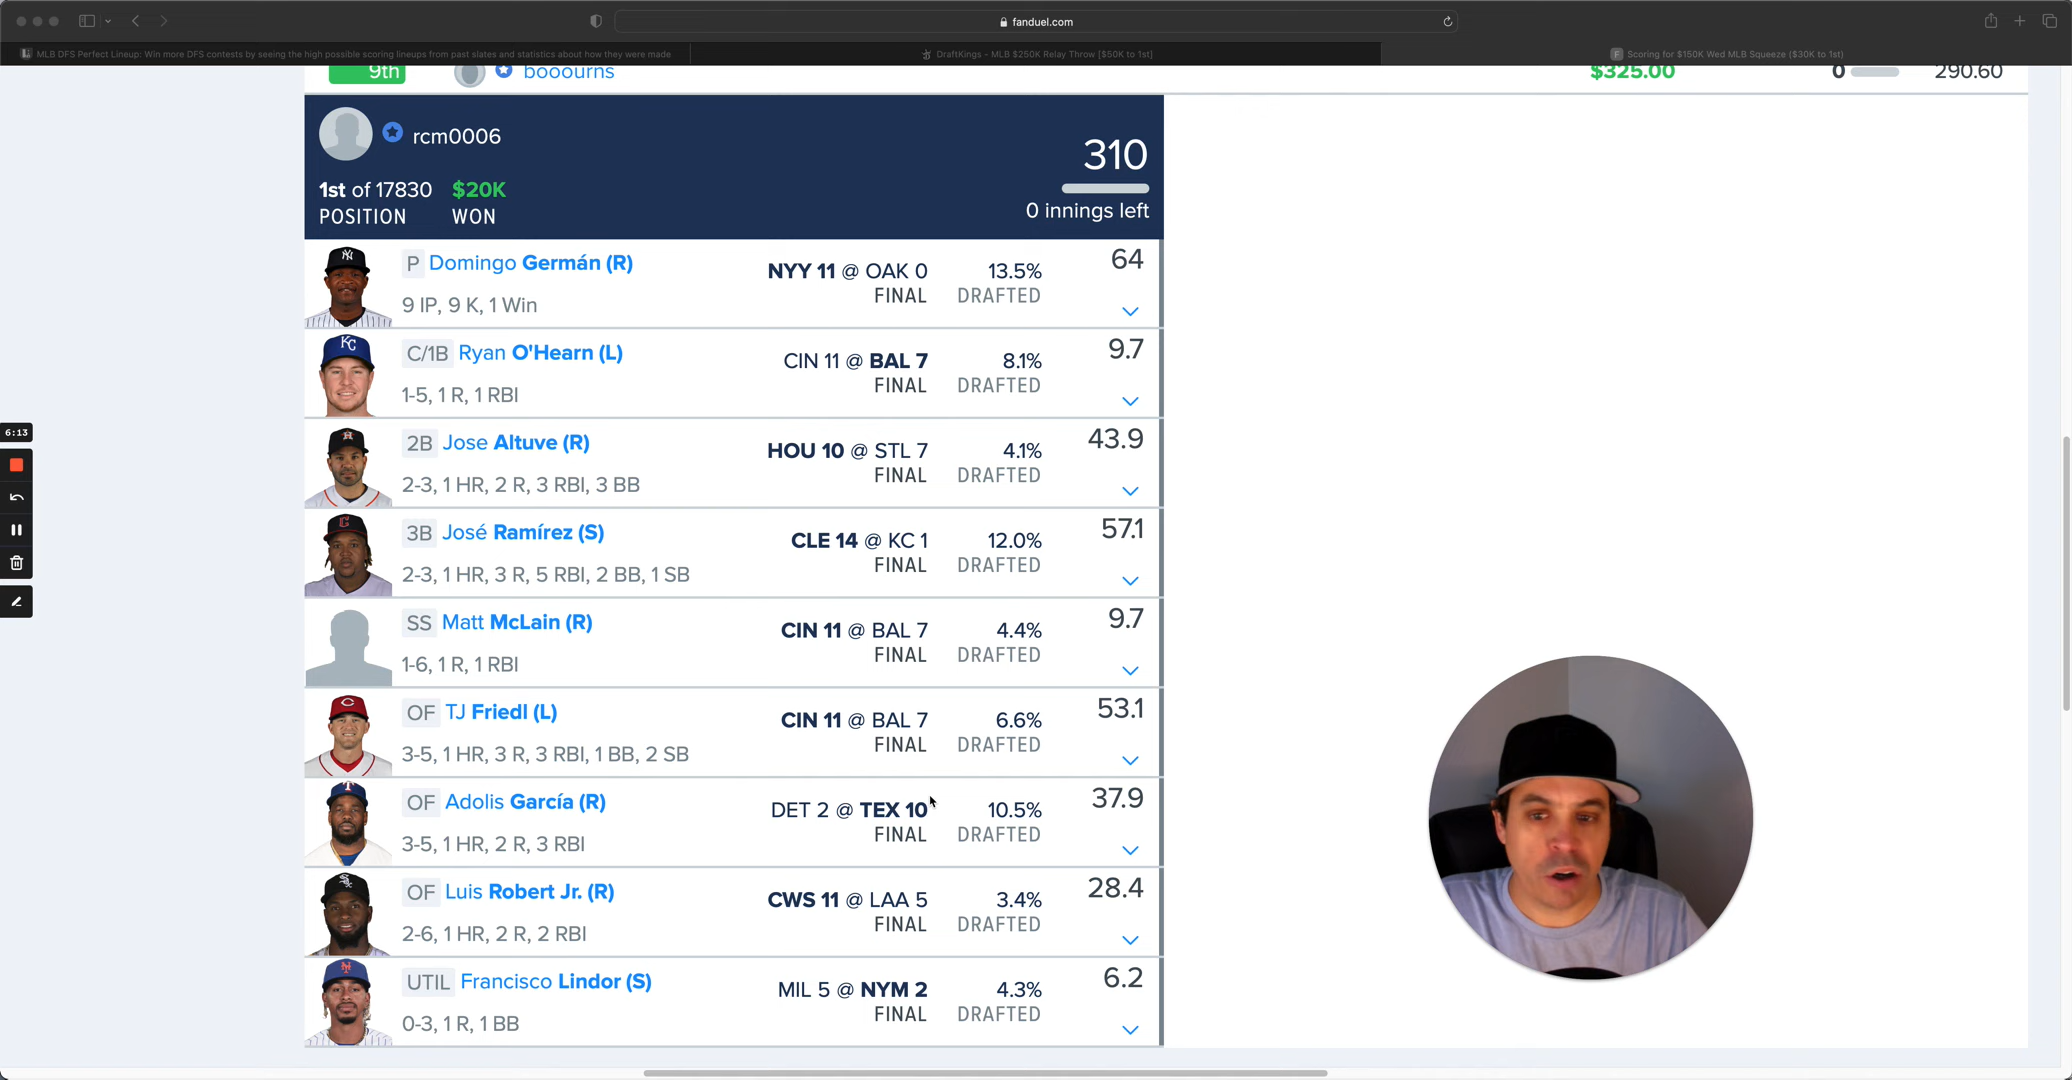 fanduel.com
MLB DFS Perfect Lineup: Win more DFS contests by seeing the high possible scoring lineups from past slates and statistics about how they were made
DraftKings - MLB $250K Relay Throw [$50K to 1st]
F Scoring for $150K Wed MLB Squeeze ($30K to 1st)
9th booourns $325.00 0 290.60
rcm0006
310
1st of 17830 $20K
POSITION WON
0 innings left
P Domingo Germán (R) NYY 11 @ OAK 0 13.5% 64
9 IP, 9 K, 1 Win FINAL DRAFTED
C/1B Ryan O'Hearn (L) CIN 11 @ BAL 7 8.1% 9.7
1-5, 1 R, 1 RBI FINAL DRAFTED
2B Jose Altuve (R) HOU 10 @ STL 7 4.1% 43.9
2-3, 1 HR, 2 R, 3 RBI, 3 BB FINAL DRAFTED
3B José Ramírez (S) CLE 14 @ KC 1 12.0% 57.1
2-3, 1 HR, 3 R, 5 RBI, 2 BB, 1 SB FINAL DRAFTED
SS Matt McLain (R) CIN 11 @ BAL 7 4.4% 9.7
1-6, 1 R, 1 RBI FINAL DRAFTED
OF TJ Friedl (L) CIN 11 @ BAL 7 6.6% 53.1
3-5, 1 HR, 3 R, 3 RBI, 1 BB, 2 SB FINAL DRAFTED
OF Adolis García (R) DET 2 @ TEX 10 10.5% 37.9
3-5, 1 HR, 2 R, 3 RBI FINAL DRAFTED
OF Luis Robert Jr. (R) CWS 11 @ LAA 5 3.4% 28.4
2-6, 1 HR, 2 R, 2 RBI FINAL DRAFTED
UTIL Francisco Lindor (S) MIL 5 @ NYM 2 4.3% 6.2
0-3, 1 R, 1 BB FINAL DRAFTED
6:13